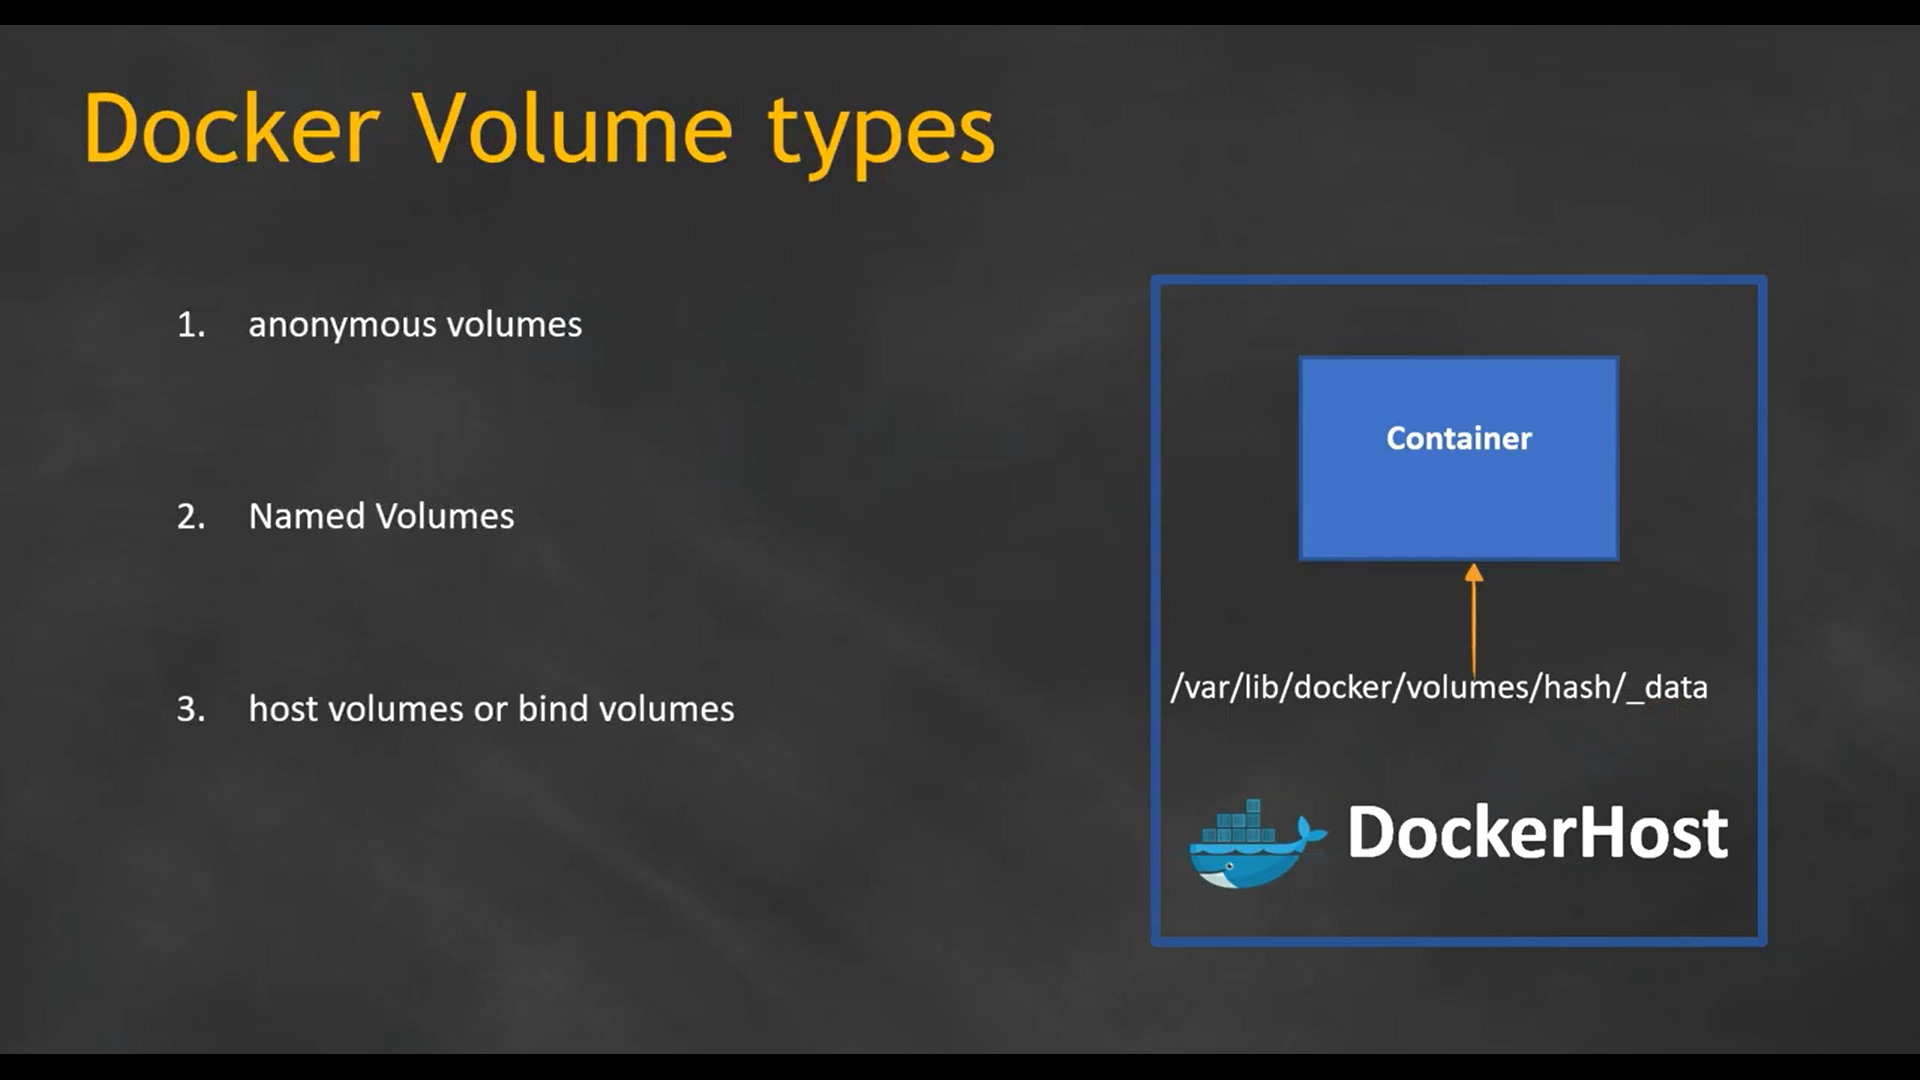 Docker Volume types
1. anonymous volumes
2. Named Volumes
3. host volumes or bind volumes
Container
/var/lib/docker/volumes/hash/_data
DockerHost